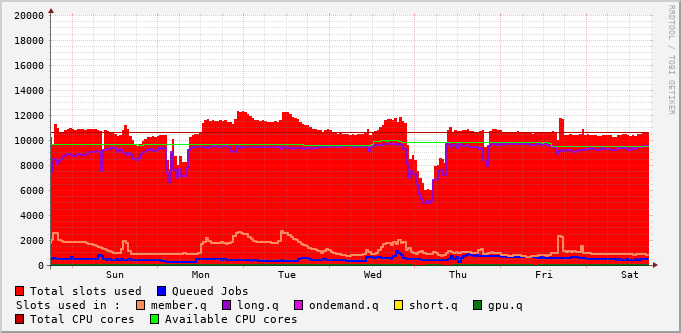 20000
18000
16000
14000
12000
10000
8000
6000
4000
2000
0
Sun Mon Tue Wed Thu Fri Sat
RRDTOOL / TOBI OETIKER
Total slots used Queued Jobs
Slots used in : member.q long.q ondemand.q short.q gpu.q
Total CPU cores Available CPU cores